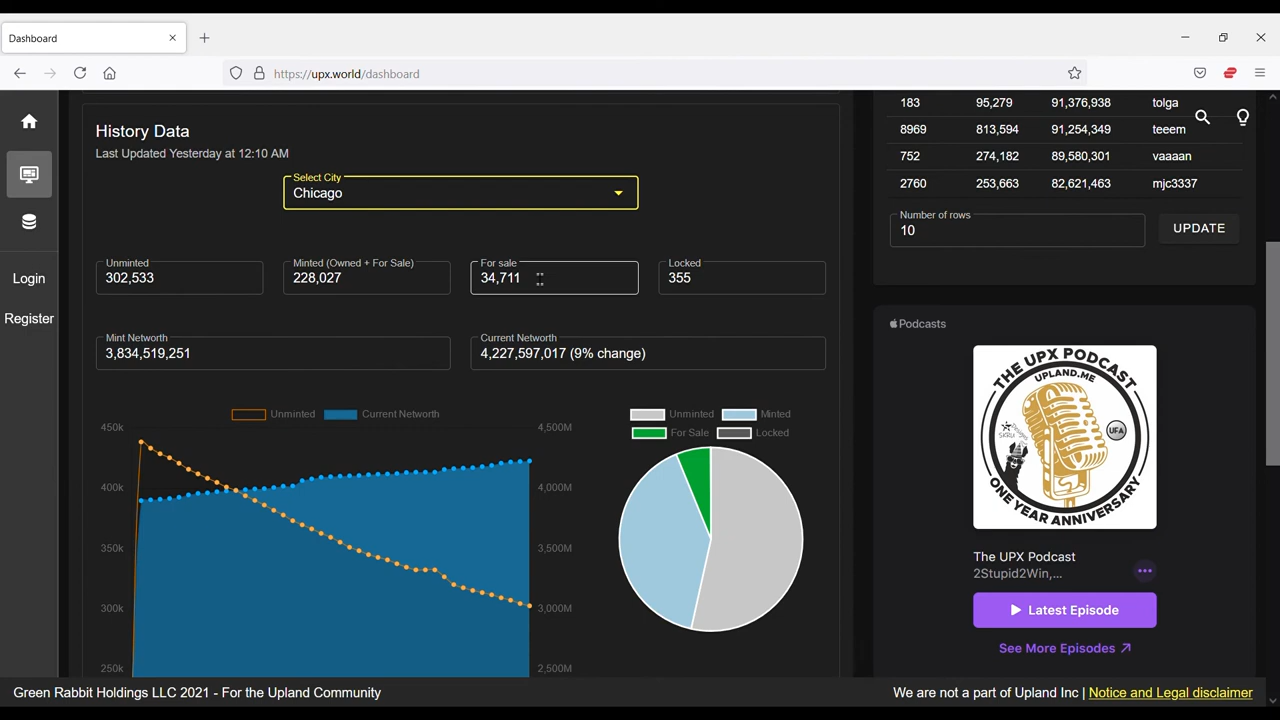 Dashboard
https://upx.world/dashboard
Login
Register
History Data
Last Updated Yesterday at 12:10 AM
Select City
Chicago
Unminted
302,533
Minted (Owned + For Sale)
228,027
For sale
34,711
Locked
355
Mint Networth
3,834,519,251
Current Networth
4,227,597,017 (9% change)
Unminted Current Networth
450k
400k
350k
300k
250k
4,500M
4,000M
3,500M
3,000M
2,500M
Unminted Minted
For Sale Locked
183 95,279 91,376,938 tolga
8969 813,594 91,254,349 teeem
752 274,182 89,580,301 vaaaan
2760 253,663 82,621,463 mjc3337
Number of rows
10
UPDATE
Podcasts
THE UPX PODCAST
UPLAND.ME
UFA
ONE YEAR ANNIVERSARY
The UPX Podcast
2Stupid2Win,...
Latest Episode
See More Episodes
Green Rabbit Holdings LLC 2021 - For the Upland Community
We are not a part of Upland Inc | Notice and Legal disclaimer